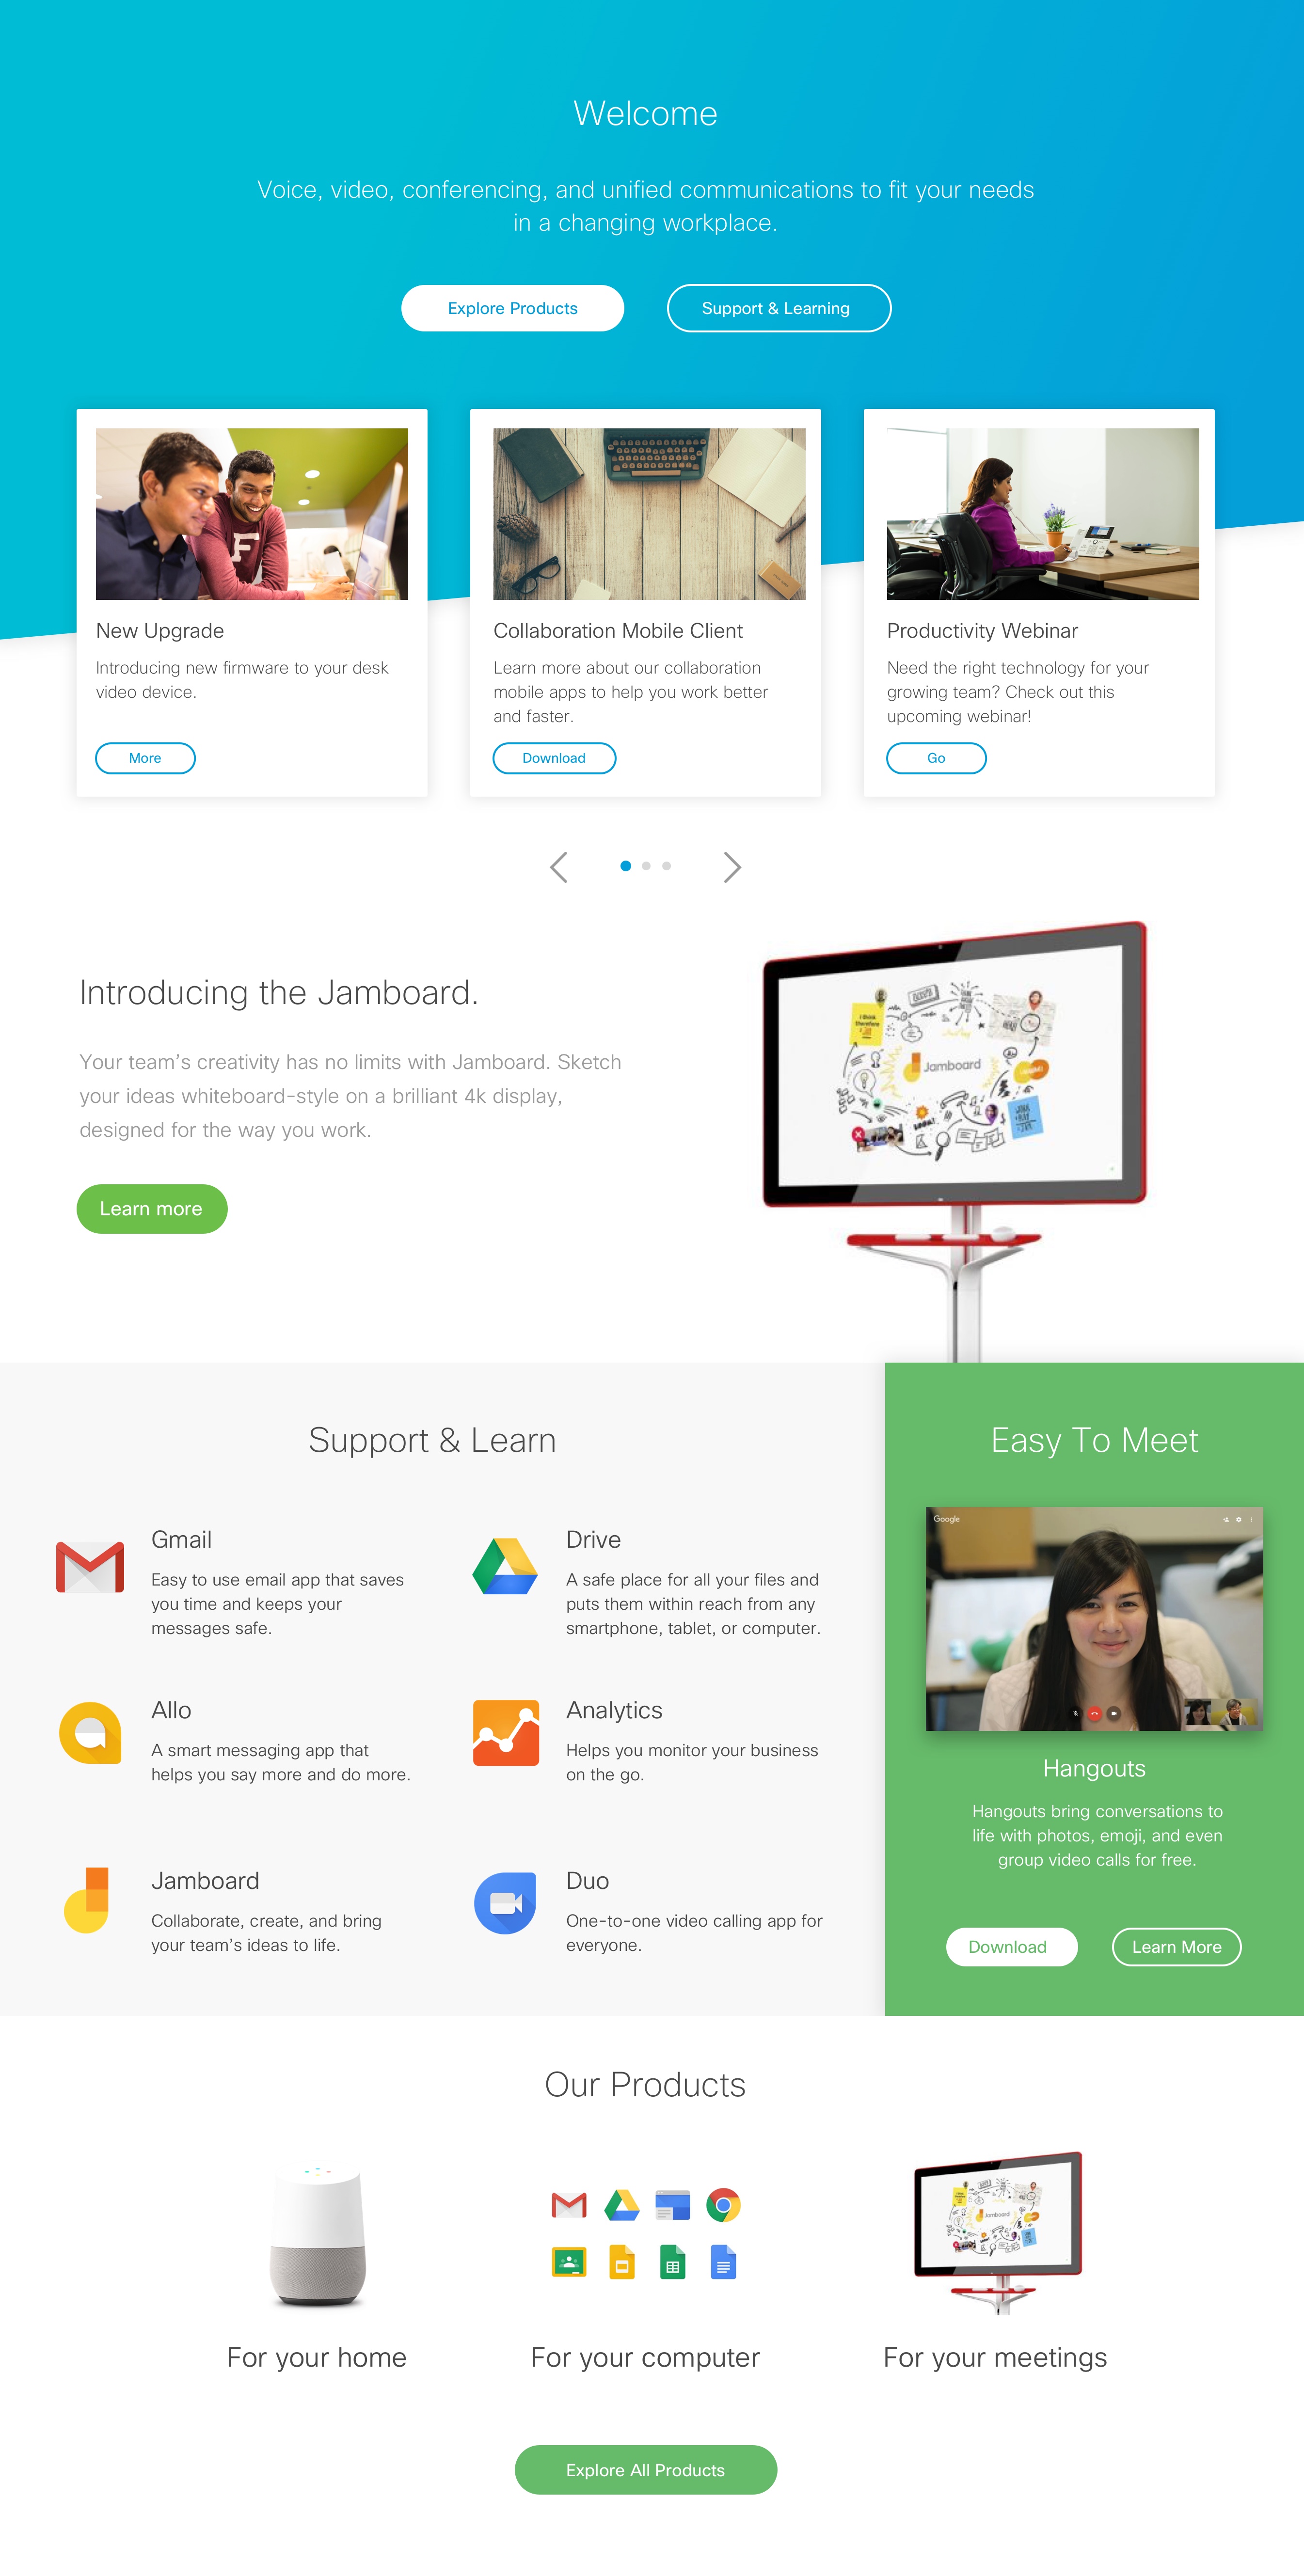 Welcome
Voice, video, conferencing, and unified communications to fit your needs
in a changing workplace.
Explore Products
Support & Learning
F
New Upgrade
Introducing new firmware to your desk
video device.
More
Collaboration Mobile Client
Learn more about our collaboration
mobile apps to help you work better
and faster.
Download
Productivity Webinar
Need the right technology for your
growing team? Check out this
upcoming webinar!
Go
Introducing the Jamboard.
Your team’s creativity has no limits with Jamboard. Sketch
your ideas whiteboard-style on a brilliant 4k display,
designed for the way you work.
Learn more
I think
therefore
Jamboard
Support & Learn
Gmail
Easy to use email app that saves
you time and keeps your
messages safe.
Drive
A safe place for all your files and
puts them within reach from any
smartphone, tablet, or computer.
Allo
A smart messaging app that
helps you say more and do more.
Analytics
Helps you monitor your business
on the go.
Jamboard
Collaborate, create, and bring
your team’s ideas to life.
Duo
One-to-one video calling app for
everyone.
Easy To Meet
Google
Hangouts
Hangouts bring conversations to
life with photos, emoji, and even
group video calls for free.
Download
Learn More
Our Products
Jamboard
For your home
For your computer
For your meetings
Explore All Products